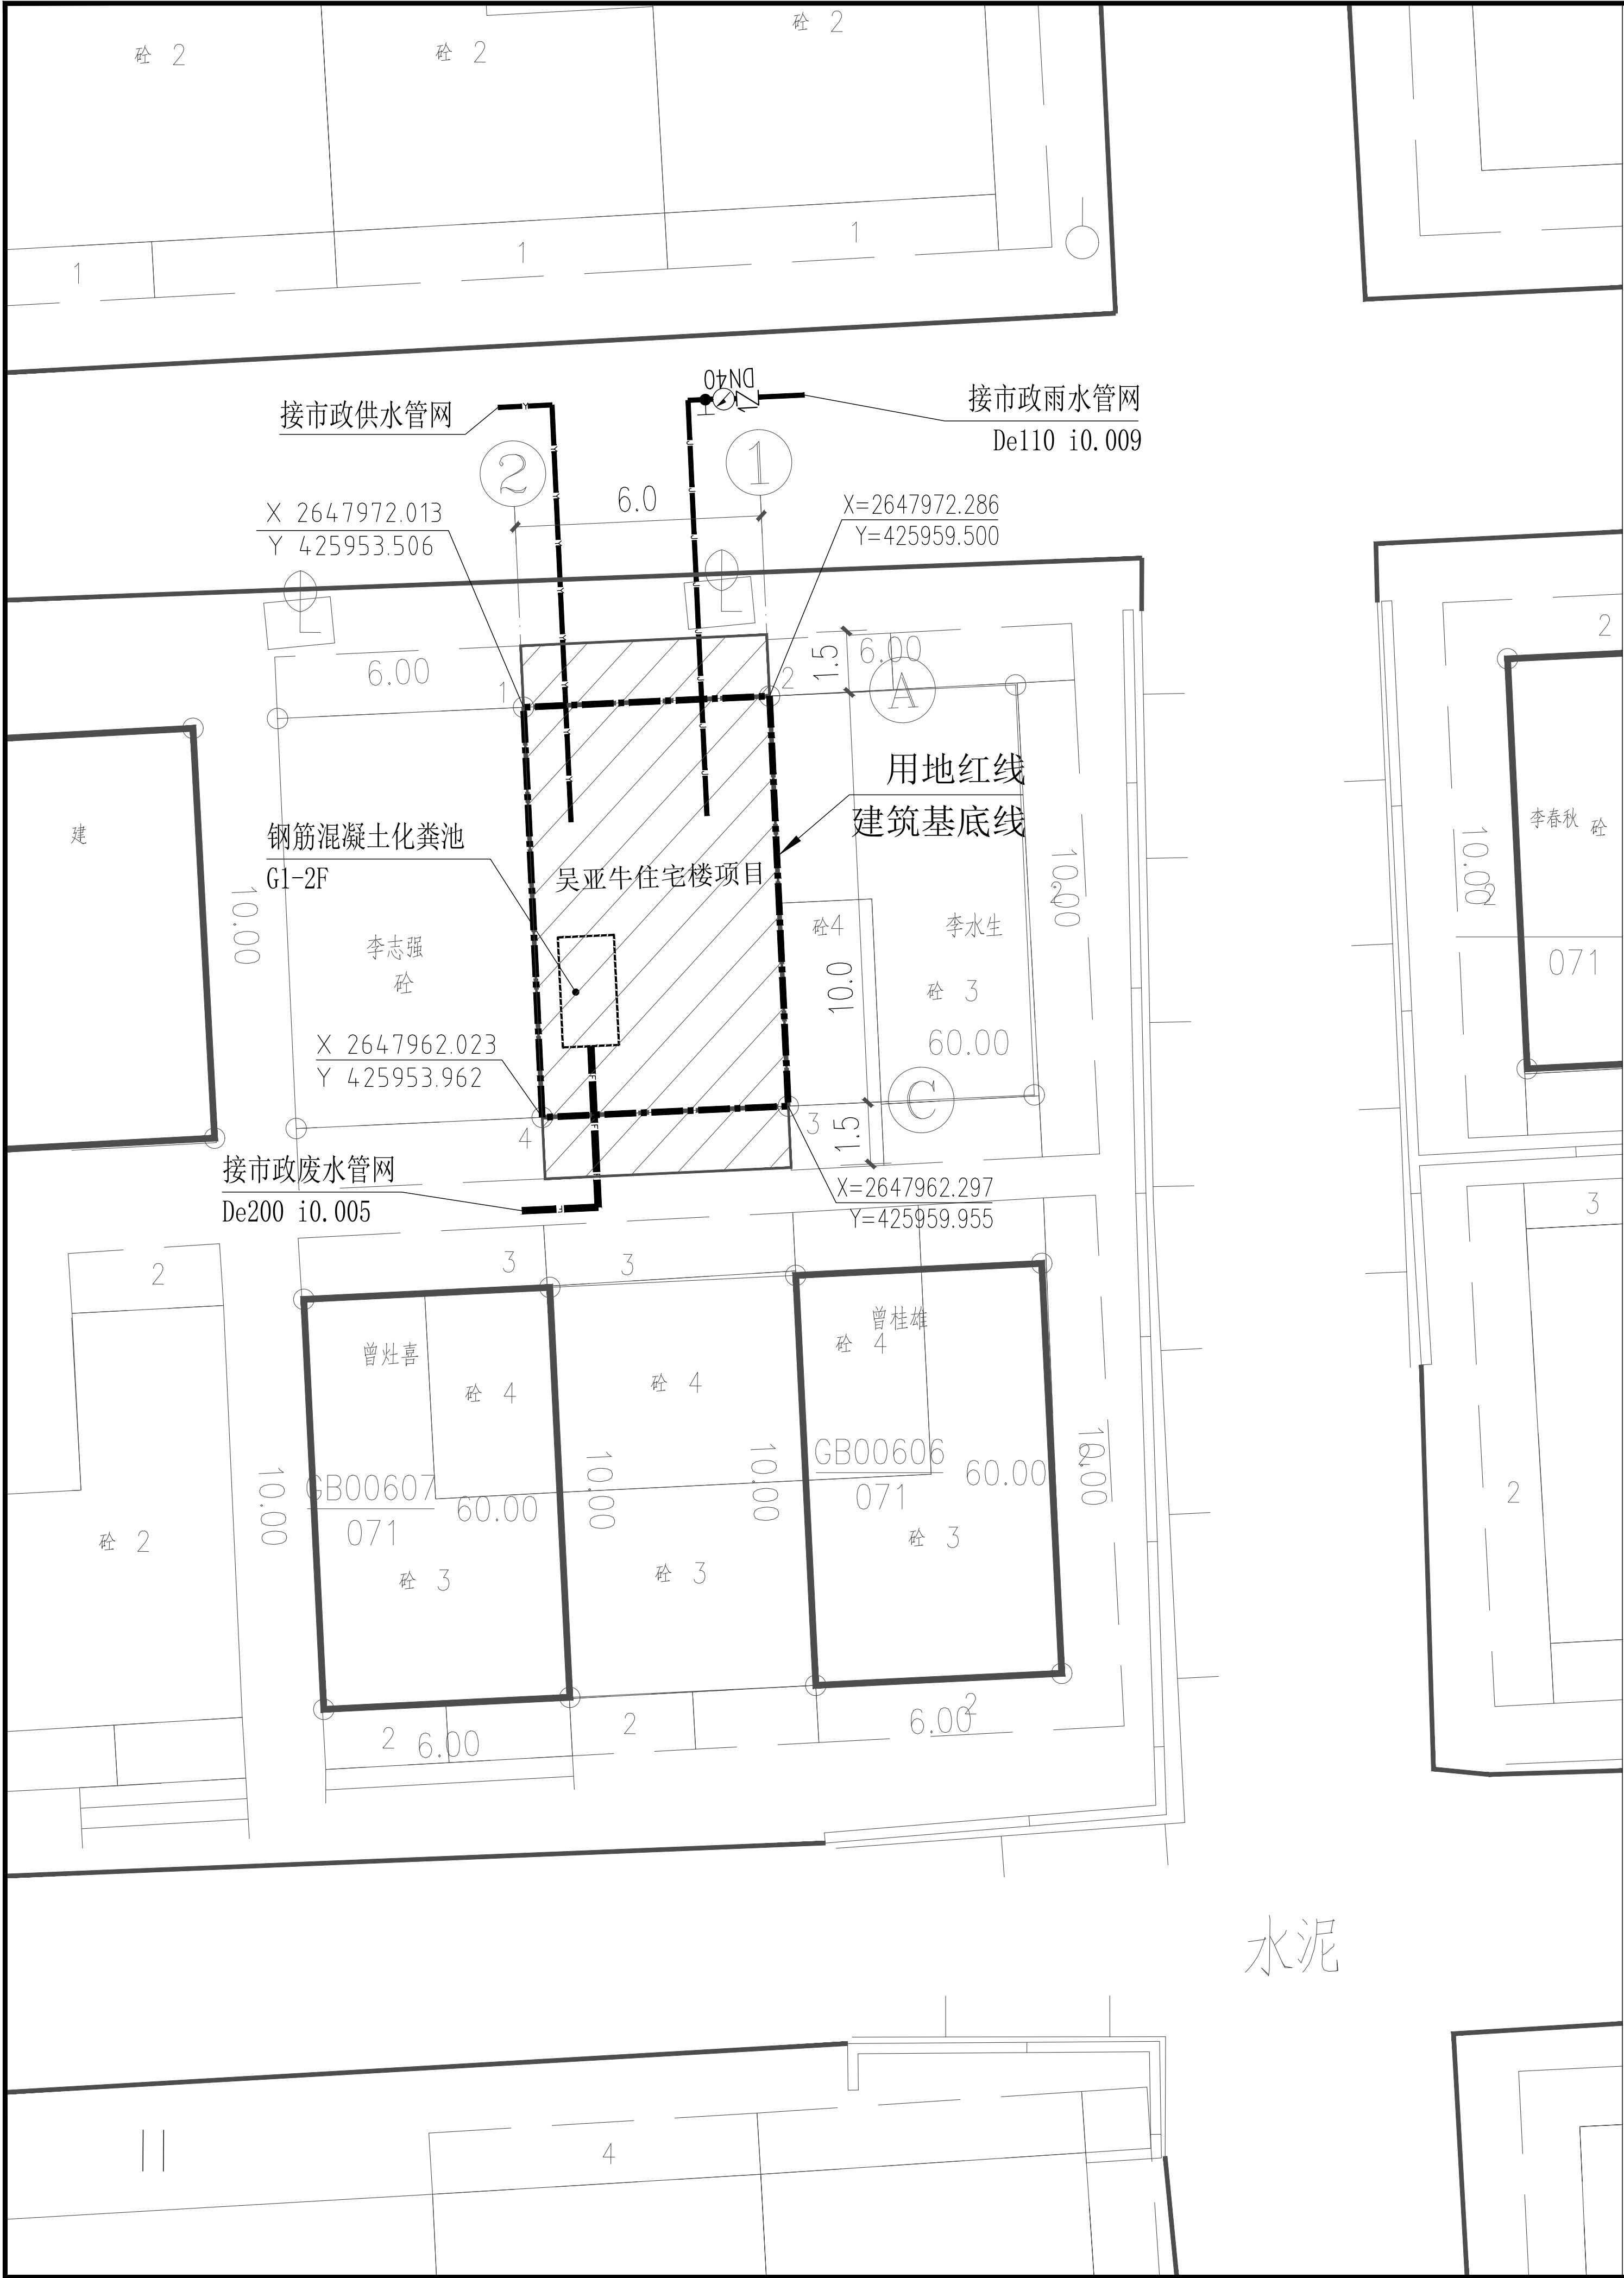 砼 2
砼 2
砼 2
1
1
1
DN40
接市政供水管网
接市政雨水管网
De110 i0.009
2
1
6.0
X 2647972.013
Y 425953.506
X=2647972.286
Y=425959.500
6.00
1.5
6.00
A
1
2
2
用地红线
建筑基底线
建
钢筋混凝土化粪池
G1-2F
吴亚牛住宅楼项目
10.00
李志强
砼
砼4
李水生
10.00
2
10.0
砼 3
60.00
李春秋 砼
10.00
2
071
X 2647962.023
Y 425953.962
C
4
3
1.5
接市政废水管网
De200 i0.005
X=2647962.297
Y=425959.955
2
3
3
3
曾灶喜
砼 4
砼 4
曾桂雄
砼 4
10.00
GB00607
071
60.00
10.00
10.00
GB00606
071
60.00
10.00
2
2
砼 2
砼 3
砼 3
砼 3
2
6.00
2
6.00
2
水泥
4